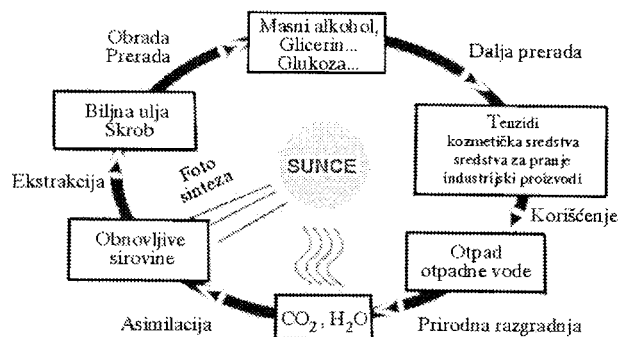 Masni alkohol,
Glicerin...
Glukoza...
Obrada
Prerada
Dalja prerada
Biljna ulja
Škrob
Tenzidi
kozmetička sredstva
sredstva za pranje
industrijski proizvodi
SUNCE
Foto
sinteza
Ekstrakcija
Korišćenje
Obnovljive
sirovine
Otpad
otpadne vode
CO₂, H₂O
Asimilacija
Prirodna razgradnja